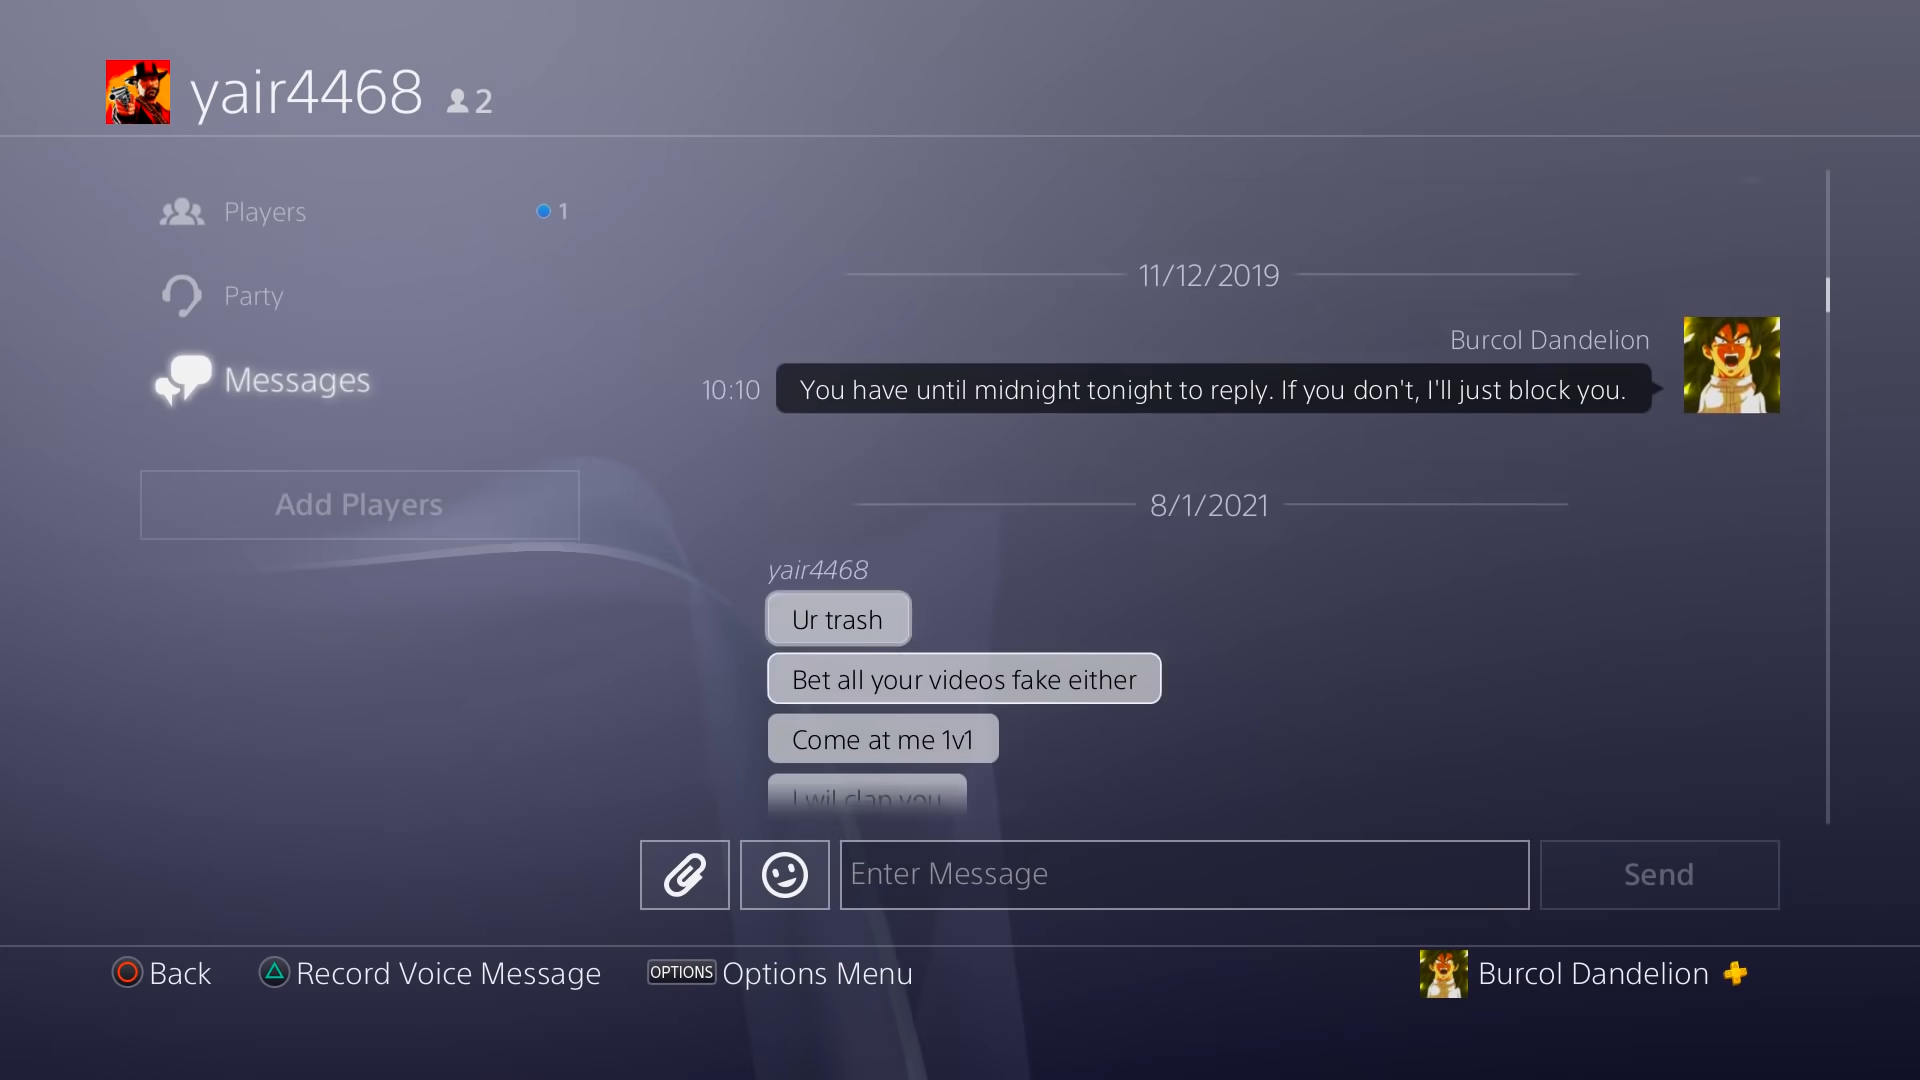 yair4468 2
Players 1
Party
Messages
Add Players
11/12/2019
Burcol Dandelion
10:10 You have until midnight tonight to reply. If you don't, I'll just block you.
8/1/2021
yair4468
Ur trash
Bet all your videos fake either
Come at me 1v1
I wil clap you
Enter Message
Send
Back
Record Voice Message
OPTIONS Options Menu
Burcol Dandelion